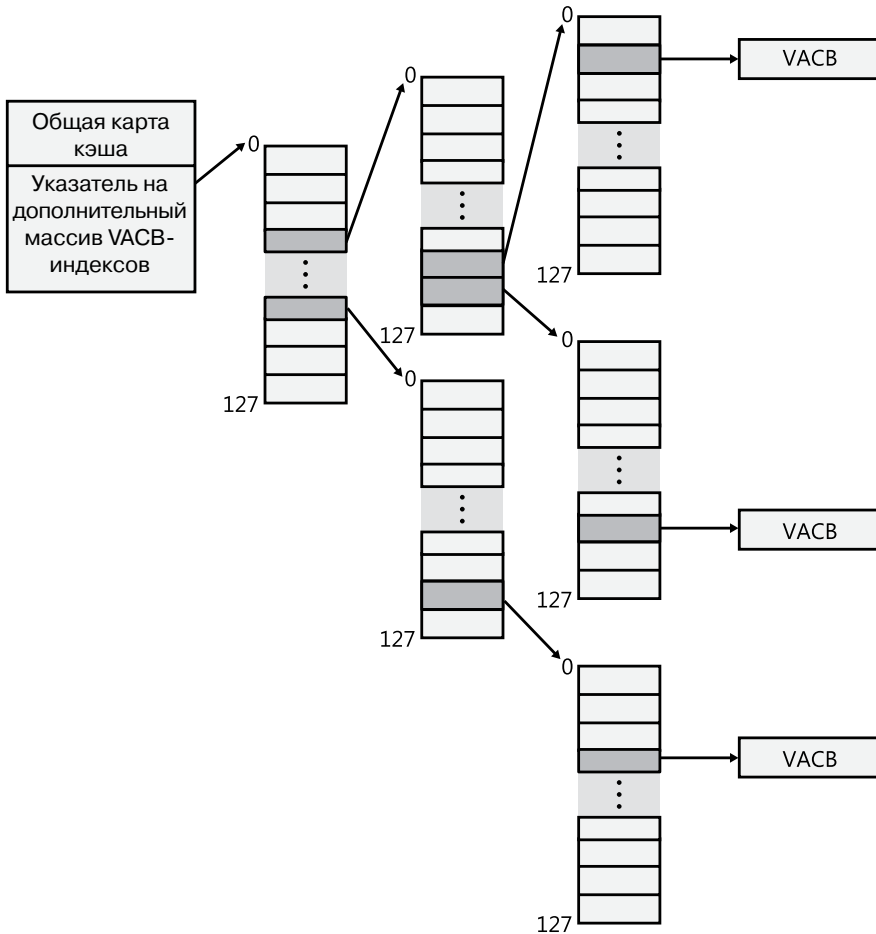 Общая карта
кэша
Указатель на
дополнительный
массив VACB-
индексов
0
127
0
127
0
127
0
127
0
127
0
127
VACB
VACB
VACB